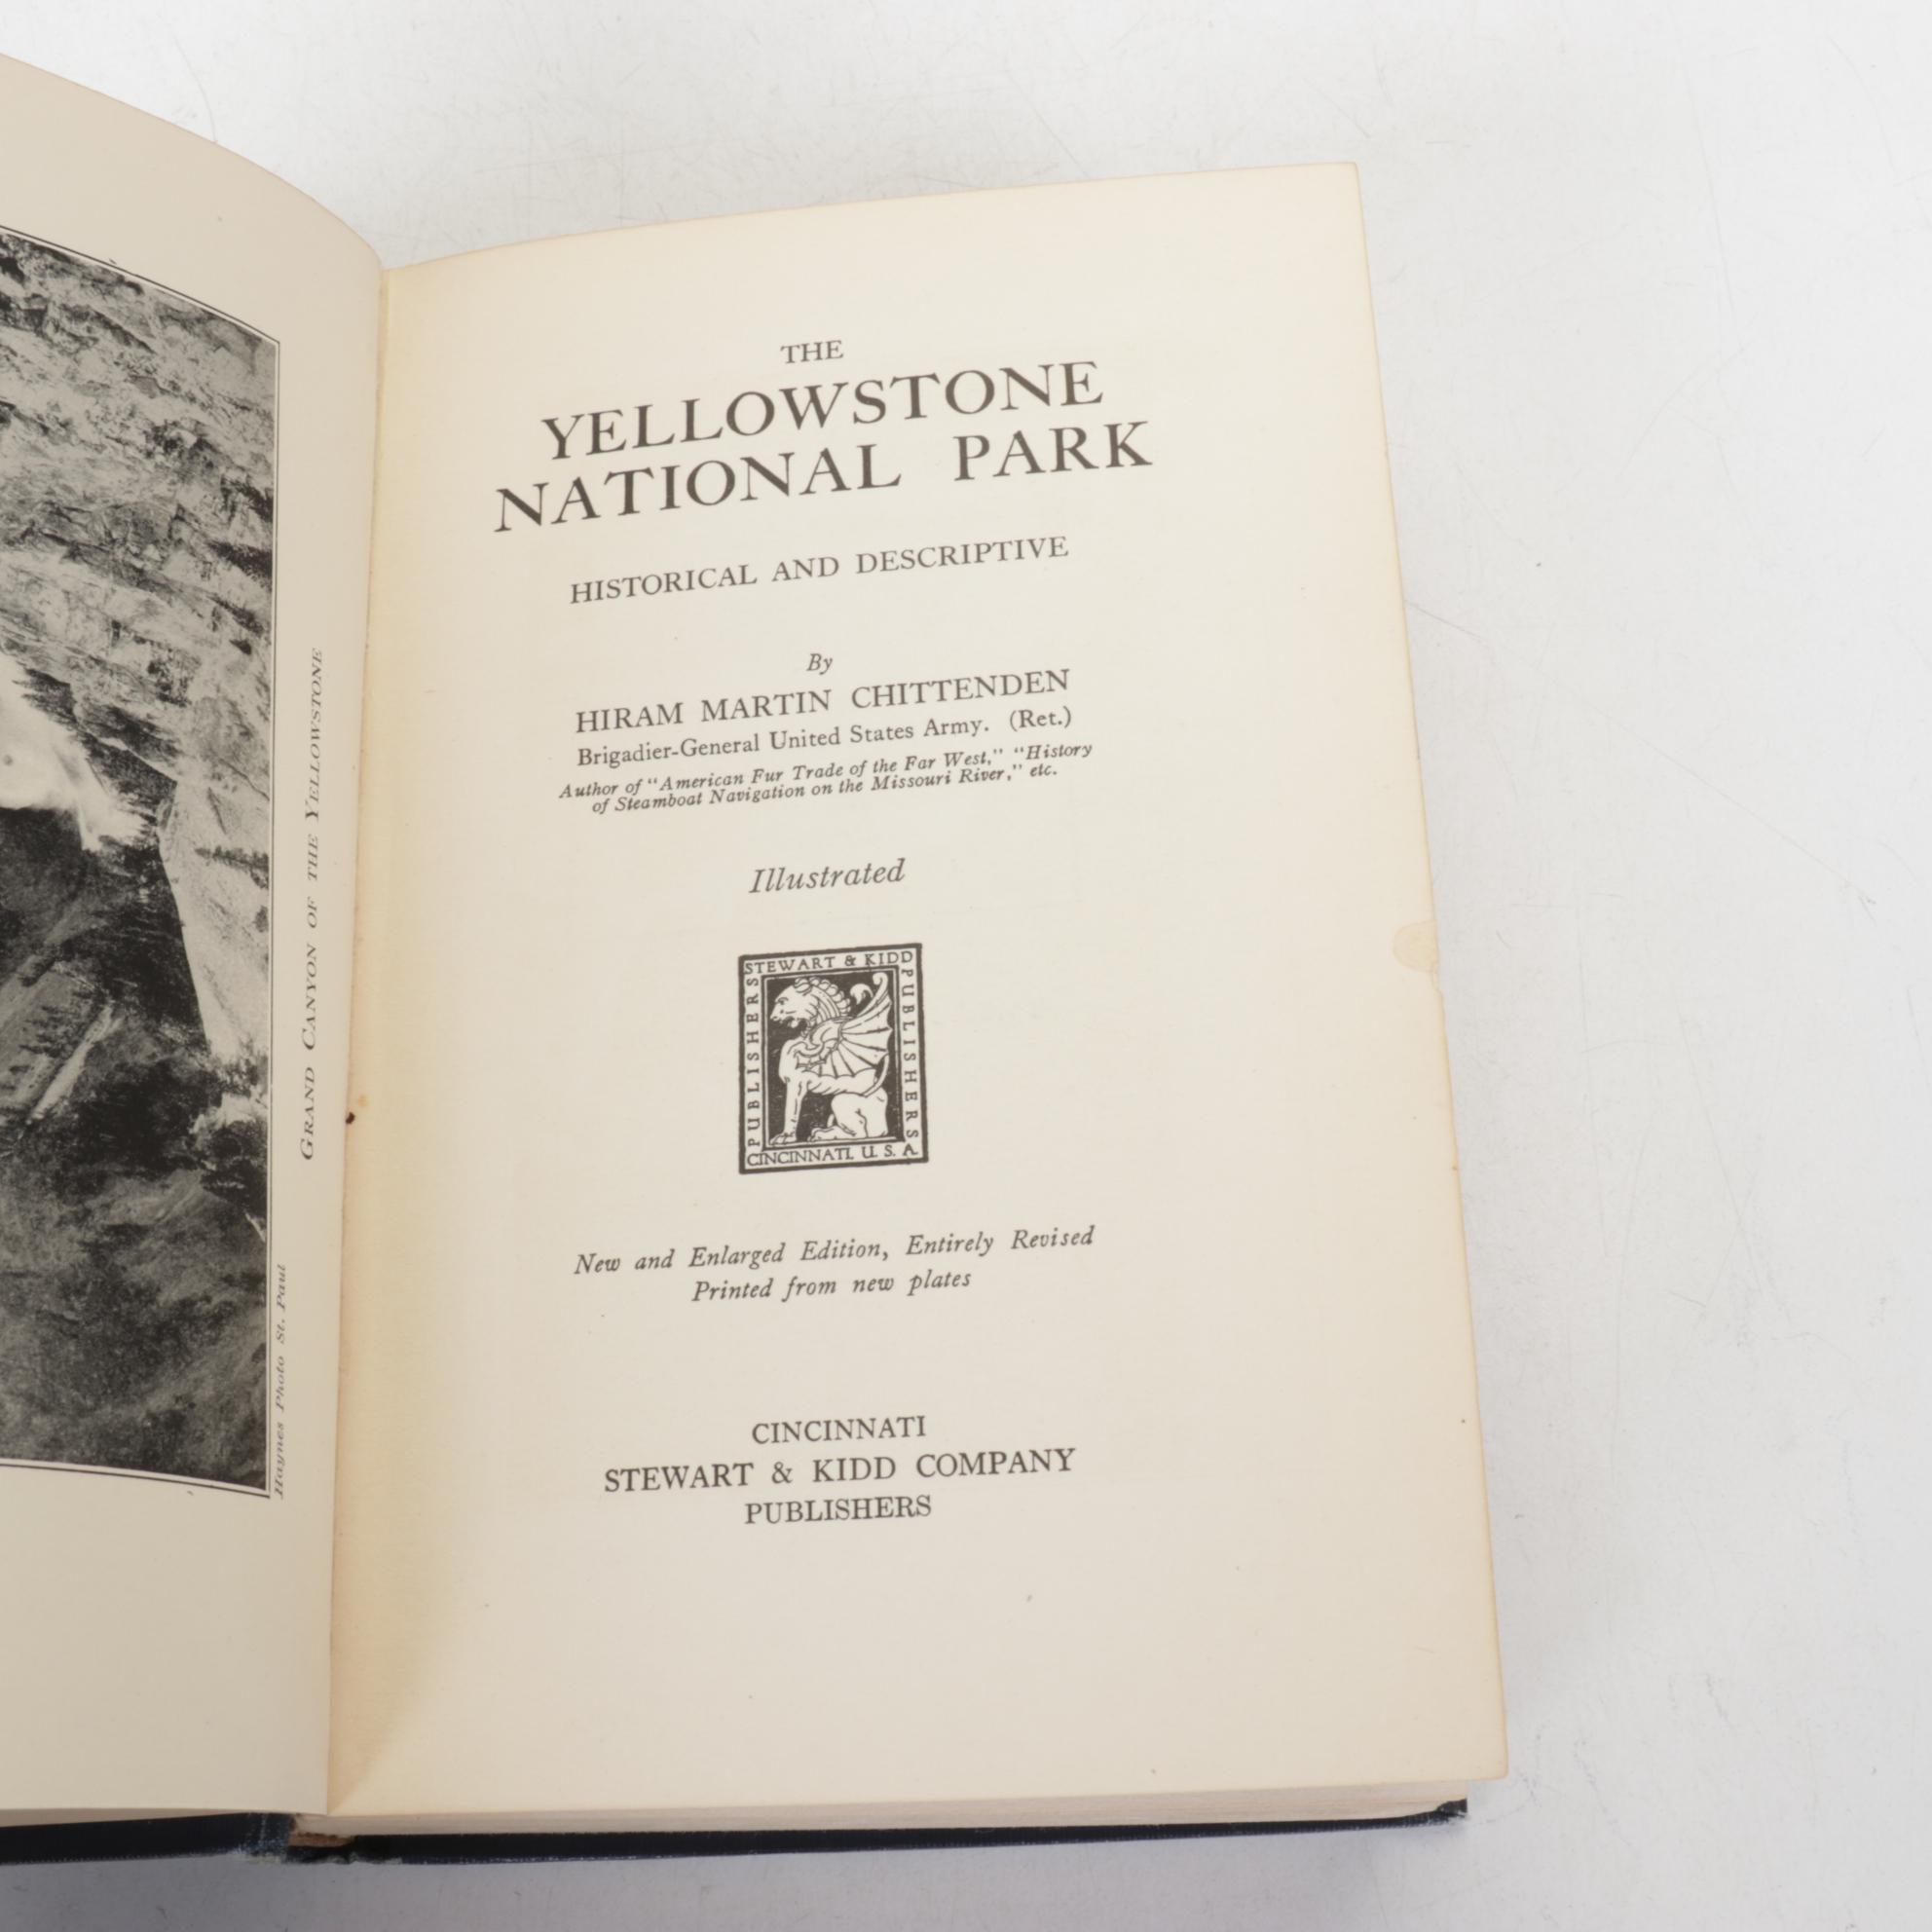 Haynes Photo St. Paul
GRAND CANYON OF THE YELLOWSTONE
THE
YELLOWSTONE
NATIONAL PARK
HISTORICAL AND DESCRIPTIVE
By
HIRAM MARTIN CHITTENDEN
Brigadier-General United States Army. (Ret.)
Author of "American Fur Trade of the Far West," "History
of Steamboat Navigation on the Missouri River," etc.
Illustrated
STEWART & KIDD
PUBLISHERS
PUBLISHERS
CINCINNATI, U. S. A.
New and Enlarged Edition, Entirely Revised
Printed from new plates
CINCINNATI
STEWART & KIDD COMPANY
PUBLISHERS